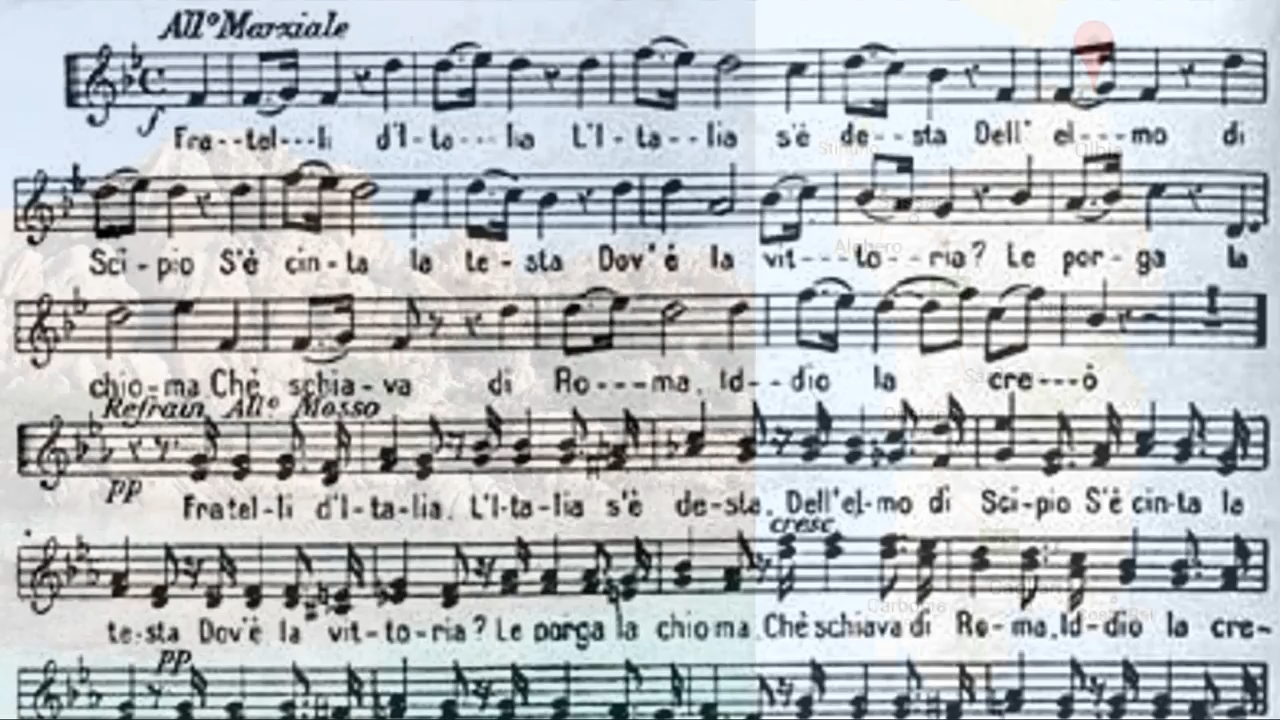 All° Marziale
f
Fra--tel---li d'I-ta---lia L'I-ta--lia s'è de--sta Dell' el---mo di
Sci-pio S'è cin-ta la te-sta Dov'è la vit---to--ria? Le por-ga la
chio-ma Chè schia-va di Ro---ma, Id--dio la cre---ò
Refrain All° Mosso
pp
Fratel-li d'I-ta-lia. L'I-ta-lia s'è de-sta. Dell'el-mo di Sci-pio S'è cin-ta la
cresc
te-sta Dov'è la vit-to-ria? Le porga la chioma Chè schiava di Ro-ma, Id-dio la cre-
pp